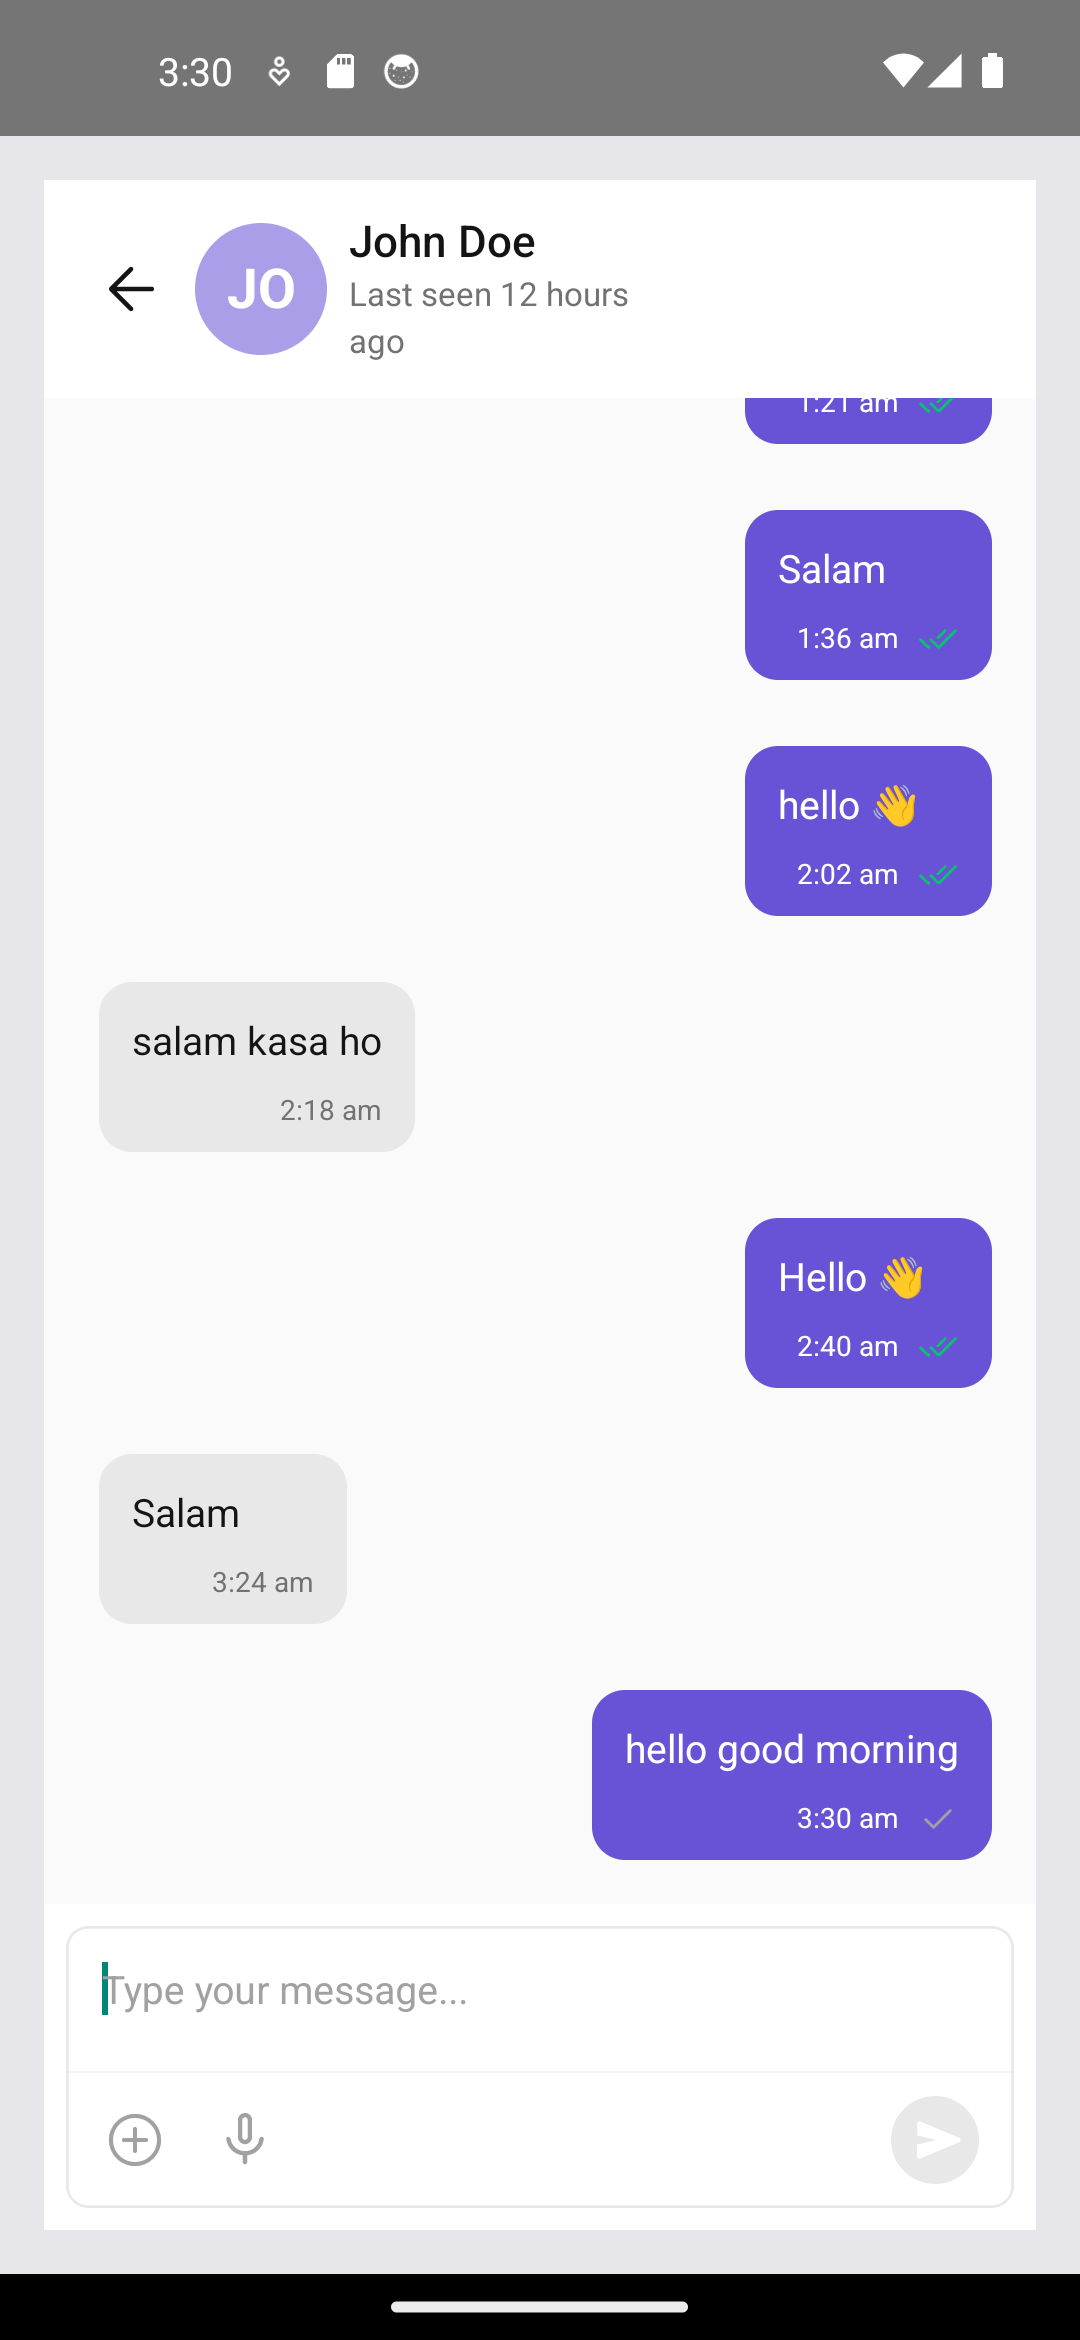 3:30
JO
John Doe
Last seen 12 hours
ago
1:21 am
Salam
1:36 am
hello 👋
2:02 am
salam kasa ho
2:18 am
Hello 👋
2:40 am
Salam
3:24 am
hello good morning
3:30 am
Type your message...